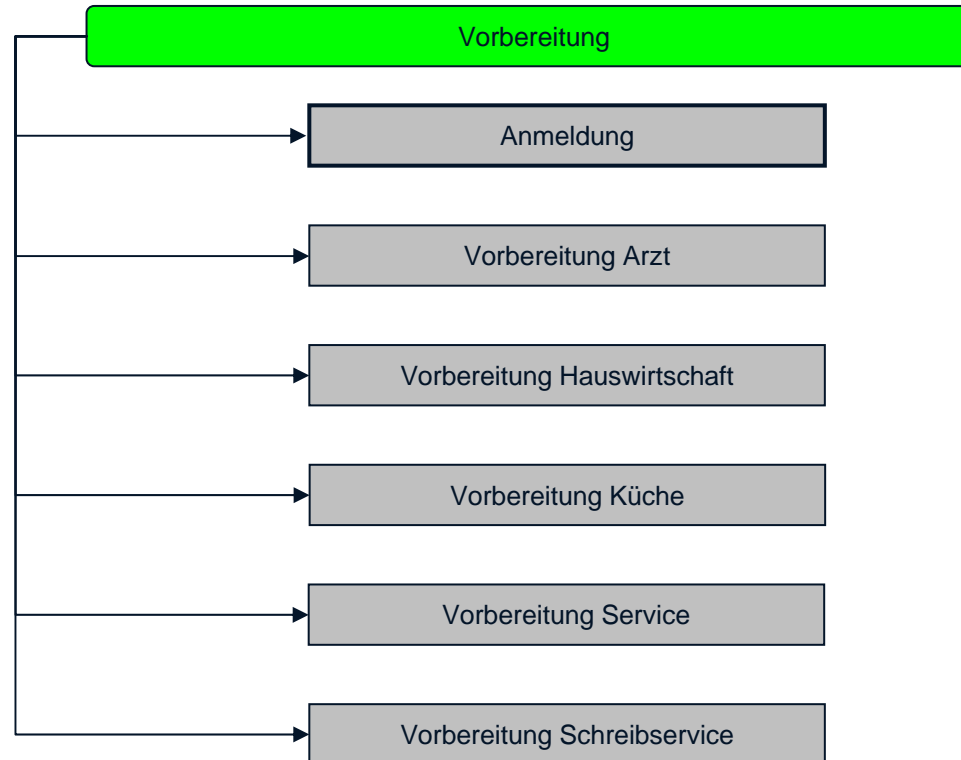 Vorbereitung
Anmeldung
Vorbereitung Arzt
Vorbereitung Hauswirtschaft
Vorbereitung Küche
Vorbereitung Service
Vorbereitung Schreibservice